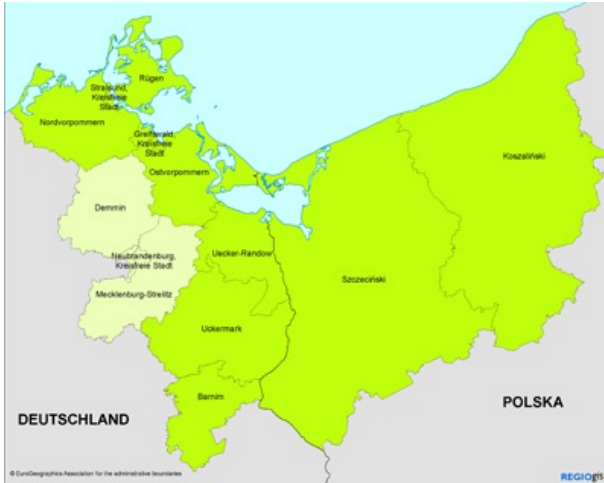 Rügen
Stralsund,
Kreisfreie
Stadt
Nordvorpommern
Greifswald,
Kreisfreie
Stadt
Ostvorpommern
Koszaliński
Demmin
Neubrandenburg,
Kreisfreie Stadt
Uecker-Randow
Szczeciński
Mecklenburg-Strelitz
Uckermark
Barnim
DEUTSCHLAND
POLSKA
© EuroGeographics Association for the administrative boundaries
REGIOgis